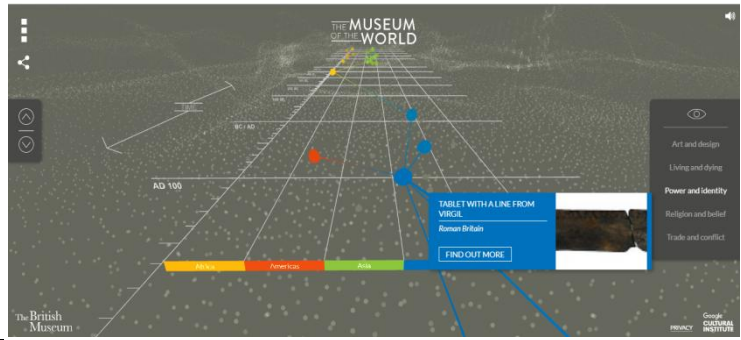 THE MUSEUM
OF THE WORLD
TIME
BC / AD
AD 100
TABLET WITH A LINE FROM
VIRGIL
Roman Britain
FIND OUT MORE
Africa
Americas
Asia
Art and design
Living and dying
Power and identity
Religion and belief
Trade and conflict
The British
Museum
PRIVACY
Google
CULTURAL
INSTITUTE